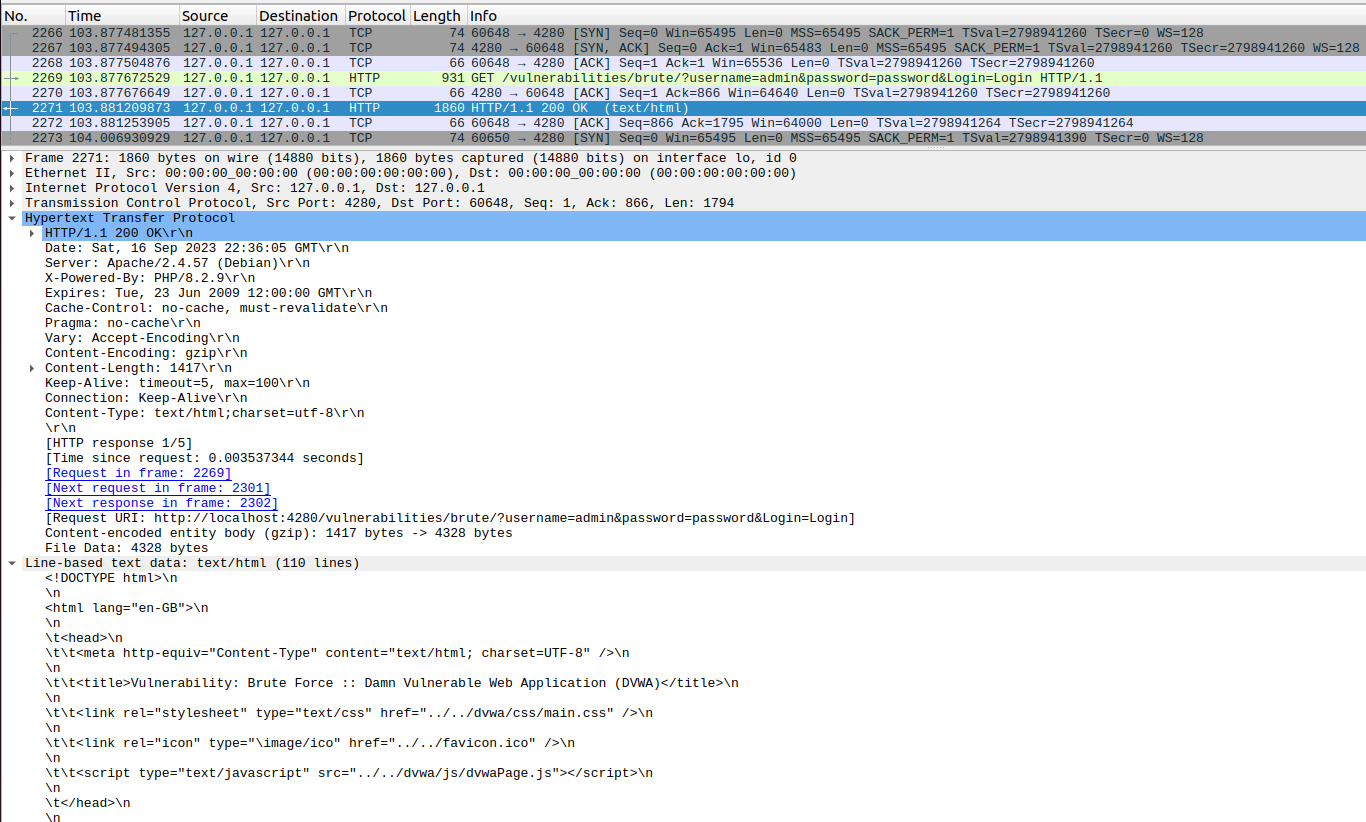 No. Time Source Destination Protocol Length Info
2266 103.877481355 127.0.0.1 127.0.0.1 TCP 74 60648 → 4280 [SYN] Seq=0 Win=65495 Len=0 MSS=65495 SACK_PERM=1 TSval=2798941260 TSecr=0 WS=128
2267 103.877494305 127.0.0.1 127.0.0.1 TCP 74 4280 → 60648 [SYN, ACK] Seq=0 Ack=1 Win=65483 Len=0 MSS=65495 SACK_PERM=1 TSval=2798941260 TSecr=2798941260 WS=128
2268 103.877504876 127.0.0.1 127.0.0.1 TCP 66 60648 → 4280 [ACK] Seq=1 Ack=1 Win=65536 Len=0 TSval=2798941260 TSecr=2798941260
2269 103.877672529 127.0.0.1 127.0.0.1 HTTP 931 GET /vulnerabilities/brute/?username=admin&password=password&Login=Login HTTP/1.1
2270 103.877676649 127.0.0.1 127.0.0.1 TCP 66 4280 → 60648 [ACK] Seq=1 Ack=866 Win=64640 Len=0 TSval=2798941260 TSecr=2798941260
2271 103.881209873 127.0.0.1 127.0.0.1 HTTP 1860 HTTP/1.1 200 OK  (text/html)
2272 103.881253905 127.0.0.1 127.0.0.1 TCP 66 60648 → 4280 [ACK] Seq=866 Ack=1795 Win=64000 Len=0 TSval=2798941264 TSecr=2798941264
2273 104.006930929 127.0.0.1 127.0.0.1 TCP 74 60650 → 4280 [SYN] Seq=0 Win=65495 Len=0 MSS=65495 SACK_PERM=1 TSval=2798941390 TSecr=0 WS=128
Frame 2271: 1860 bytes on wire (14880 bits), 1860 bytes captured (14880 bits) on interface lo, id 0
Ethernet II, Src: 00:00:00_00:00:00 (00:00:00:00:00:00), Dst: 00:00:00_00:00:00 (00:00:00:00:00:00)
Internet Protocol Version 4, Src: 127.0.0.1, Dst: 127.0.0.1
Transmission Control Protocol, Src Port: 4280, Dst Port: 60648, Seq: 1, Ack: 866, Len: 1794
Hypertext Transfer Protocol
HTTP/1.1 200 OK\r\n
Date: Sat, 16 Sep 2023 22:36:05 GMT\r\n
Server: Apache/2.4.57 (Debian)\r\n
X-Powered-By: PHP/8.2.9\r\n
Expires: Tue, 23 Jun 2009 12:00:00 GMT\r\n
Cache-Control: no-cache, must-revalidate\r\n
Pragma: no-cache\r\n
Vary: Accept-Encoding\r\n
Content-Encoding: gzip\r\n
Content-Length: 1417\r\n
Keep-Alive: timeout=5, max=100\r\n
Connection: Keep-Alive\r\n
Content-Type: text/html;charset=utf-8\r\n
\r\n
[HTTP response 1/5]
[Time since request: 0.003537344 seconds]
[Request in frame: 2269]
[Next request in frame: 2301]
[Next response in frame: 2302]
[Request URI: http://localhost:4280/vulnerabilities/brute/?username=admin&password=password&Login=Login]
Content-encoded entity body (gzip): 1417 bytes -> 4328 bytes
File Data: 4328 bytes
Line-based text data: text/html (110 lines)
<!DOCTYPE html>\n
\n
<html lang="en-GB">\n
\n
\t<head>\n
\t\t<meta http-equiv="Content-Type" content="text/html; charset=UTF-8" />\n
\n
\t\t<title>Vulnerability: Brute Force :: Damn Vulnerable Web Application (DVWA)</title>\n
\n
\t\t<link rel="stylesheet" type="text/css" href="../../dvwa/css/main.css" />\n
\n
\t\t<link rel="icon" type="\image/ico" href="../../favicon.ico" />\n
\n
\t\t<script type="text/javascript" src="../../dvwa/js/dvwaPage.js"></script>\n
\n
\t</head>\n
\n